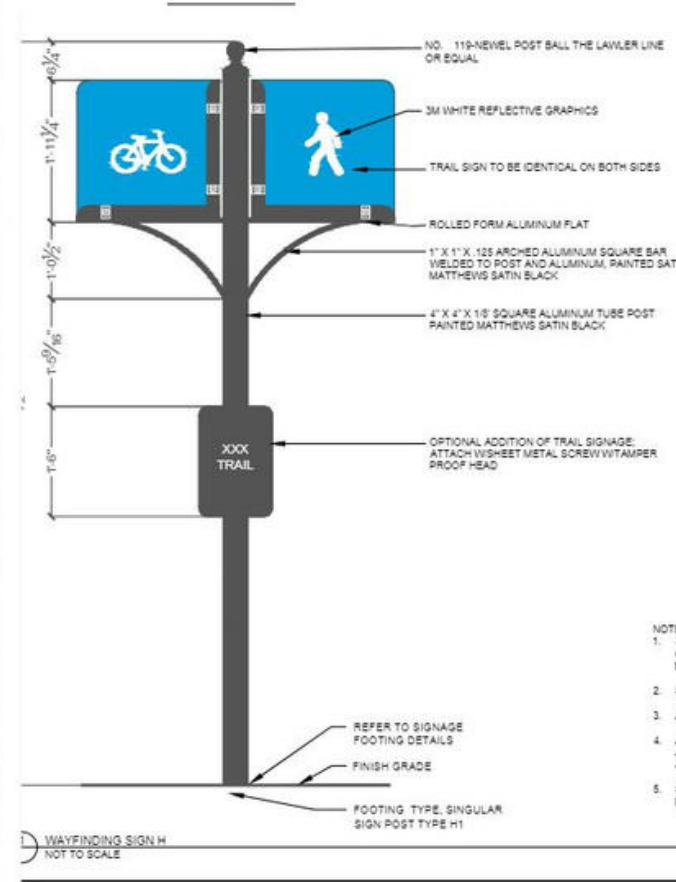 NO. 119-NEWEL POST BALL THE LAWLER LINE
OR EQUAL
6¼"
3M WHITE REFLECTIVE GRAPHICS
1'-11¼"
TRAIL SIGN TO BE IDENTICAL ON BOTH SIDES
ROLLED FORM ALUMINUM FLAT
1'-0½"
1" X 1" X .125 ARCHED ALUMINUM SQUARE BAR
WELDED TO POST AND ALUMINUM, PAINTED SAT
MATTHEWS SATIN BLACK
4" X 4" X 1/8' SQUARE ALUMINUM TUBE POST
PAINTED MATTHEWS SATIN BLACK
1'-5 9/16"
XXX
TRAIL
1'-6"
OPTIONAL ADDITION OF TRAIL SIGNAGE;
ATTACH W/SHEET METAL SCREW W/TAMPER
PROOF HEAD
NOT
1.
2.
3.
4.
5.
REFER TO SIGNAGE
FOOTING DETAILS
FINISH GRADE
FOOTING TYPE, SINGULAR
SIGN POST TYPE H1
1 WAYFINDING SIGN H
NOT TO SCALE